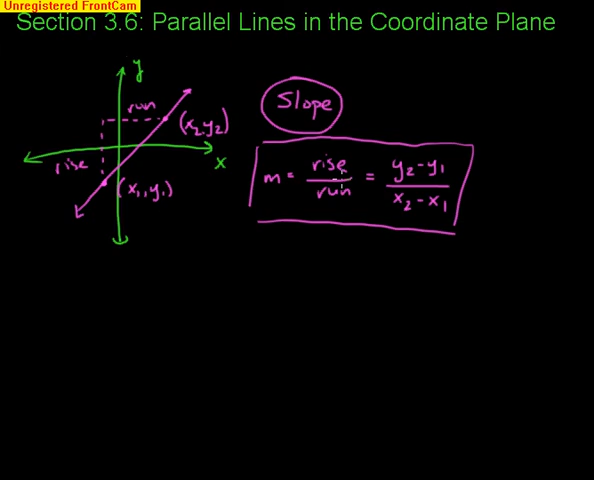 Unregistered FrontCam
Section 3.6: Parallel Lines in the Coordinate Plane
y
run
(x₂,y₂)
x
rise
(x₁,y₁)
Slope
m = rise/run = y₂-y₁/x₂-x₁